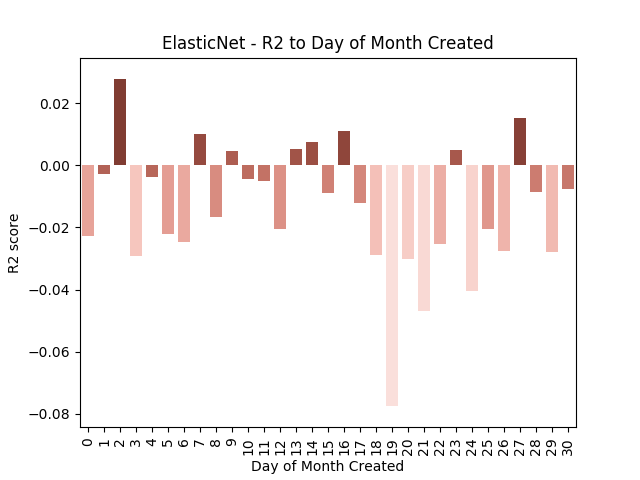 ElasticNet - R2 to Day of Month Created
R2 score
0.02
0.00
−0.02
−0.04
−0.06
−0.08
0 1 2 3 4 5 6 7 8 9 10 11 12 13 14 15 16 17 18 19 20 21 22 23 24 25 26 27 28 29 30
Day of Month Created